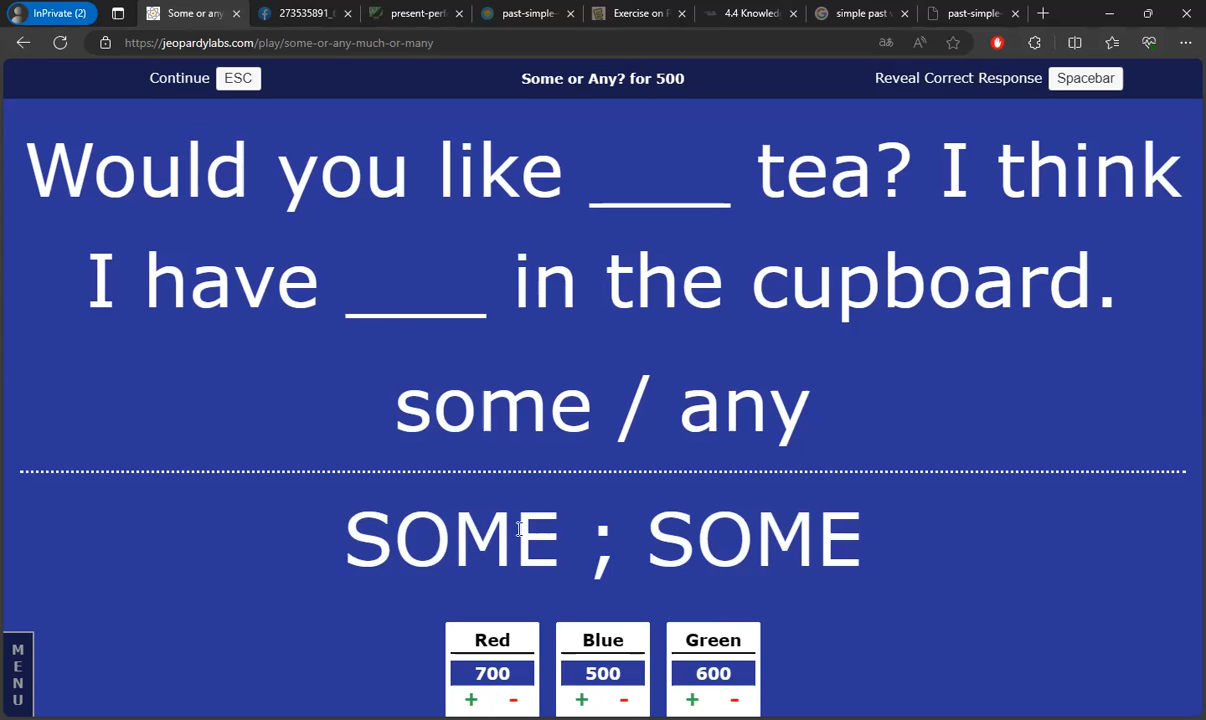 InPrivate (2)
Some or any
273535891_
present-per
past-simple-
Exercise on
4.4 Knowled
simple past
past-simple-
https://jeopardylabs.com/play/some-or-any-much-or-many
Continue ESC
Some or Any? for 500
Reveal Correct Response Spacebar
Would you like ____ tea? I think
I have ____ in the cupboard.
some / any
SOME ; SOME
MENU
Red Blue Green
700 500 600
+ - + - + -